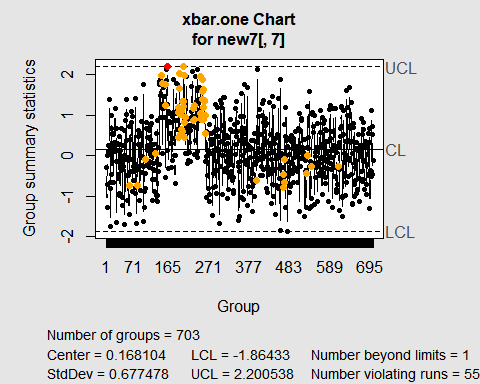 xbar.one Chart
for new7[, 7]
Group summary statistics
2
1
0
-1
-2
UCL
CL
LCL
1 71 165 271 377 483 589 695
Group
Number of groups = 703
Center = 0.168104 LCL = -1.86433 Number beyond limits = 1
StdDev = 0.677478 UCL = 2.200538 Number violating runs = 55